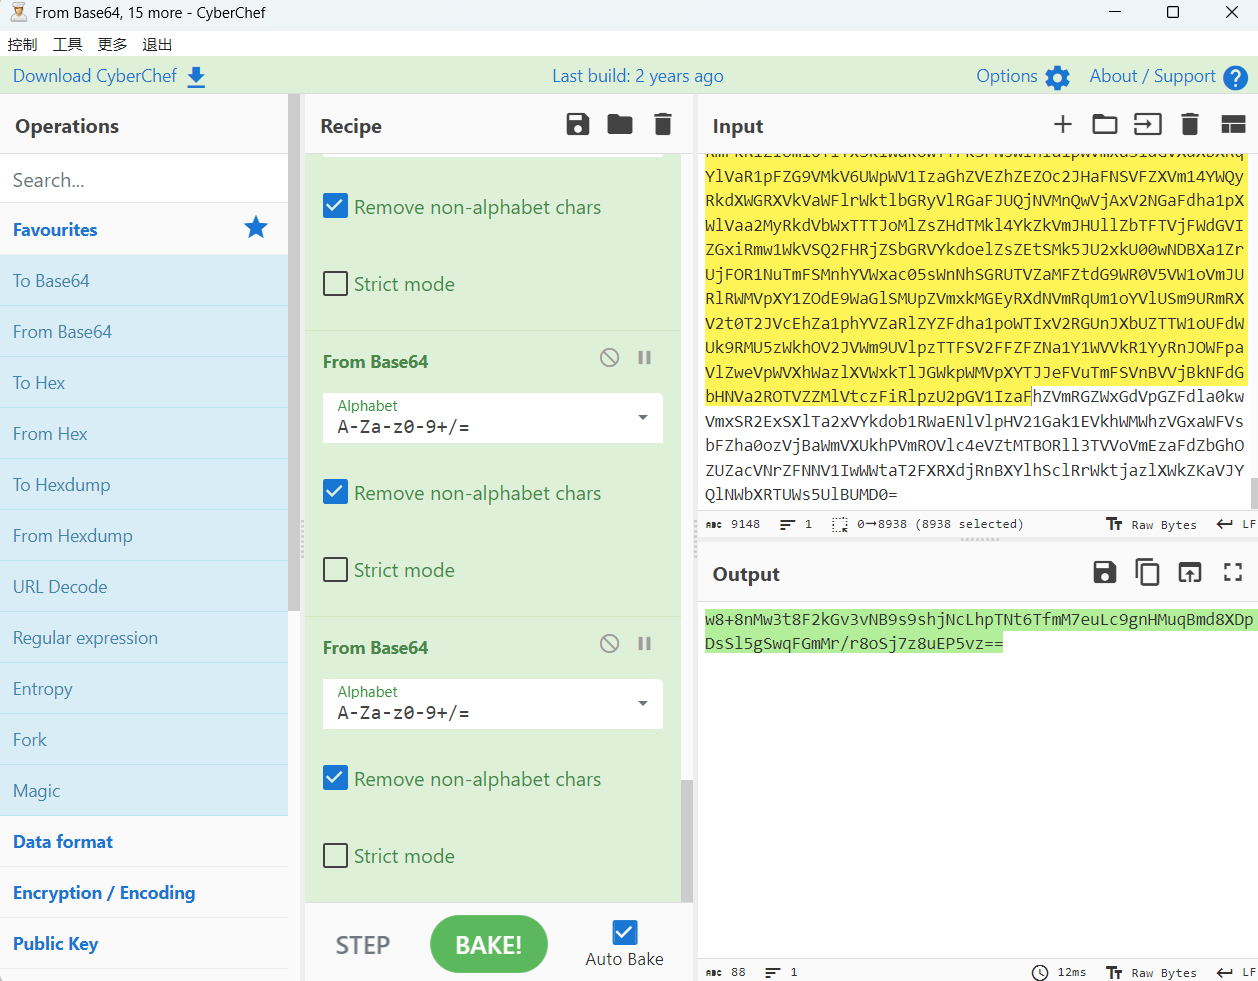 From Base64, 15 more - CyberChef
控制 工具 更多 退出
Download CyberChef
Last build: 2 years ago
Options
About / Support
Operations
Search...
Favourites
To Base64
From Base64
To Hex
From Hex
To Hexdump
From Hexdump
URL Decode
Regular expression
Entropy
Fork
Magic
Data format
Encryption / Encoding
Public Key
Recipe
Remove non-alphabet chars
Strict mode
From Base64
Alphabet
A-Za-z0-9+/=
Remove non-alphabet chars
Strict mode
From Base64
Alphabet
A-Za-z0-9+/=
Remove non-alphabet chars
Strict mode
STEP
BAKE!
Auto Bake
Input
YlVaR1pFZG9VMkV6UWpWV1IzaGhZVEZhZEZOc2JHaFNSVFZXVm14YWQy
RkdXWGRXVkVaWFlrWktlbGRyVlRGaFJUQjNVMnQwVjAxV2NGaFdha1pX
WlVaa2MyRkdVbWxTTTJoMlZsZHdTMkl4YkZkVmJHUllZbTFTVjFWdGVI
ZGxiRmw1WkVSQ2FHRjZSbGRVYkdoelZsZEtSMk5JU2xkU00wNDBXa1Zr
UjFOR1NuTmFSMnhYVWxac05sWnNhSGRUTVZaMFZtdG9WR0V5VW1oVmJU
RlRWMVpXY1ZOdE9WaGlSMUpZVmxkMGEyRXdNVmRqUm1oYVlUSm9URmRX
V2t0T2JVcEhZa1phYVZaRlZYZFdha1poWTIxV2RGUnJXbUZTTW1oUFdW
Uk9RMU5zWkhOV2JVWm9UVlpzTTFSV2FFZFZNa1Y1WVVkR1YyRnJOWFpa
VlZweVpWVXhWazlXVWxkTlJGWkpWMVpXYTJJeFVuTmFSVnBVVjBkNFdG
bHNVa2ROTVZZMlVtczFiRlpzU2pGV1IzaFhZVmRGZWxGdVpGZFdla0kw
VmxSR2ExSXlTa2xVYkdob1RWaENlVlpHV21Gak1EVkhWMWhzVGxaWFVs
bFZha0ozVjBaWmVXUkhPVmROVlc4eVZtMTBORll3TVVoVmEzaFdZbGhO
ZUZacVNrZFNNV1IwWWtaT2FXRXdjRnBXYlhSclRrWktjazlXWkZKaVJY
QlNWbXRTUWs5UlBUMD0=
9148
1
0→8938 (8938 selected)
Raw Bytes
LF
Output
w8+8nMw3t8F2kGv3vNB9s9shjNcLhpTNt6TfmM7euLc9gnHMuqBmd8XDp
DsSl5gSwqFGmMr/r8oSj7z8uEP5vz==
88
1
12ms
Raw Bytes
LF